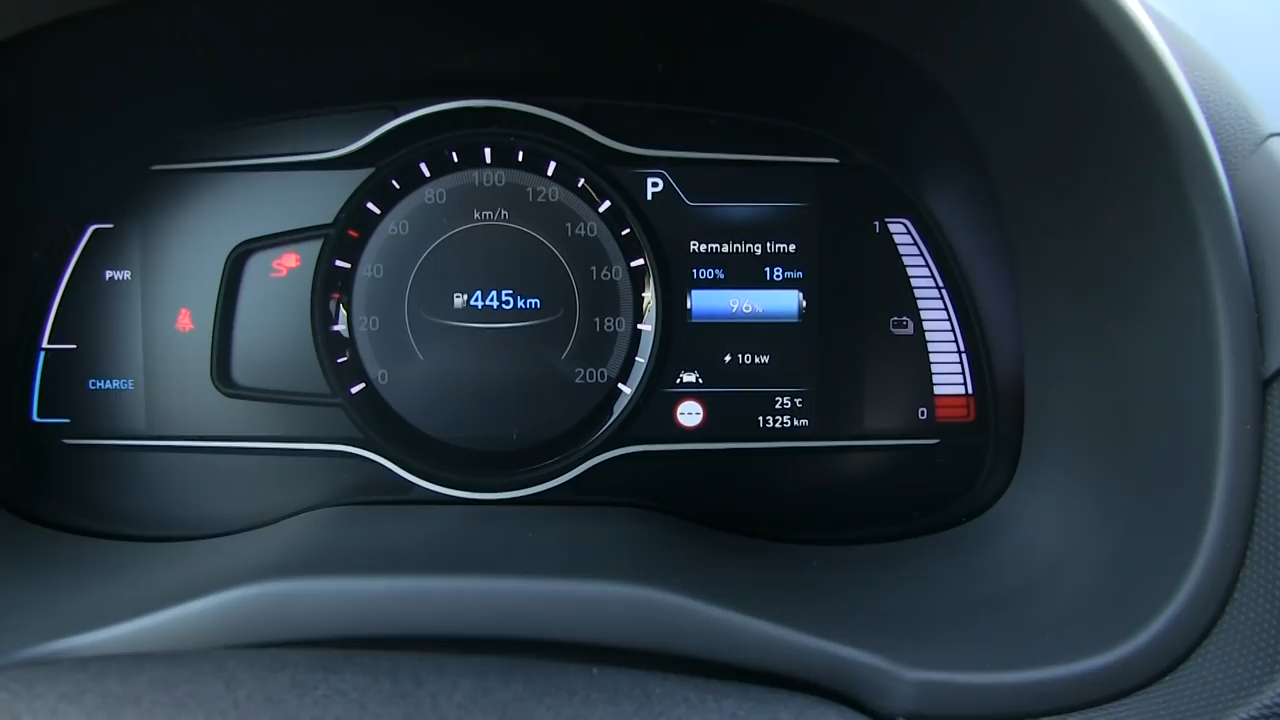 PWR
CHARGE
0
20
40
60
80
100
120
140
160
180
200
km/h
445 km
P
Remaining time
100% 18 min
96%
10 kW
25 ℃
1325 km
1
0